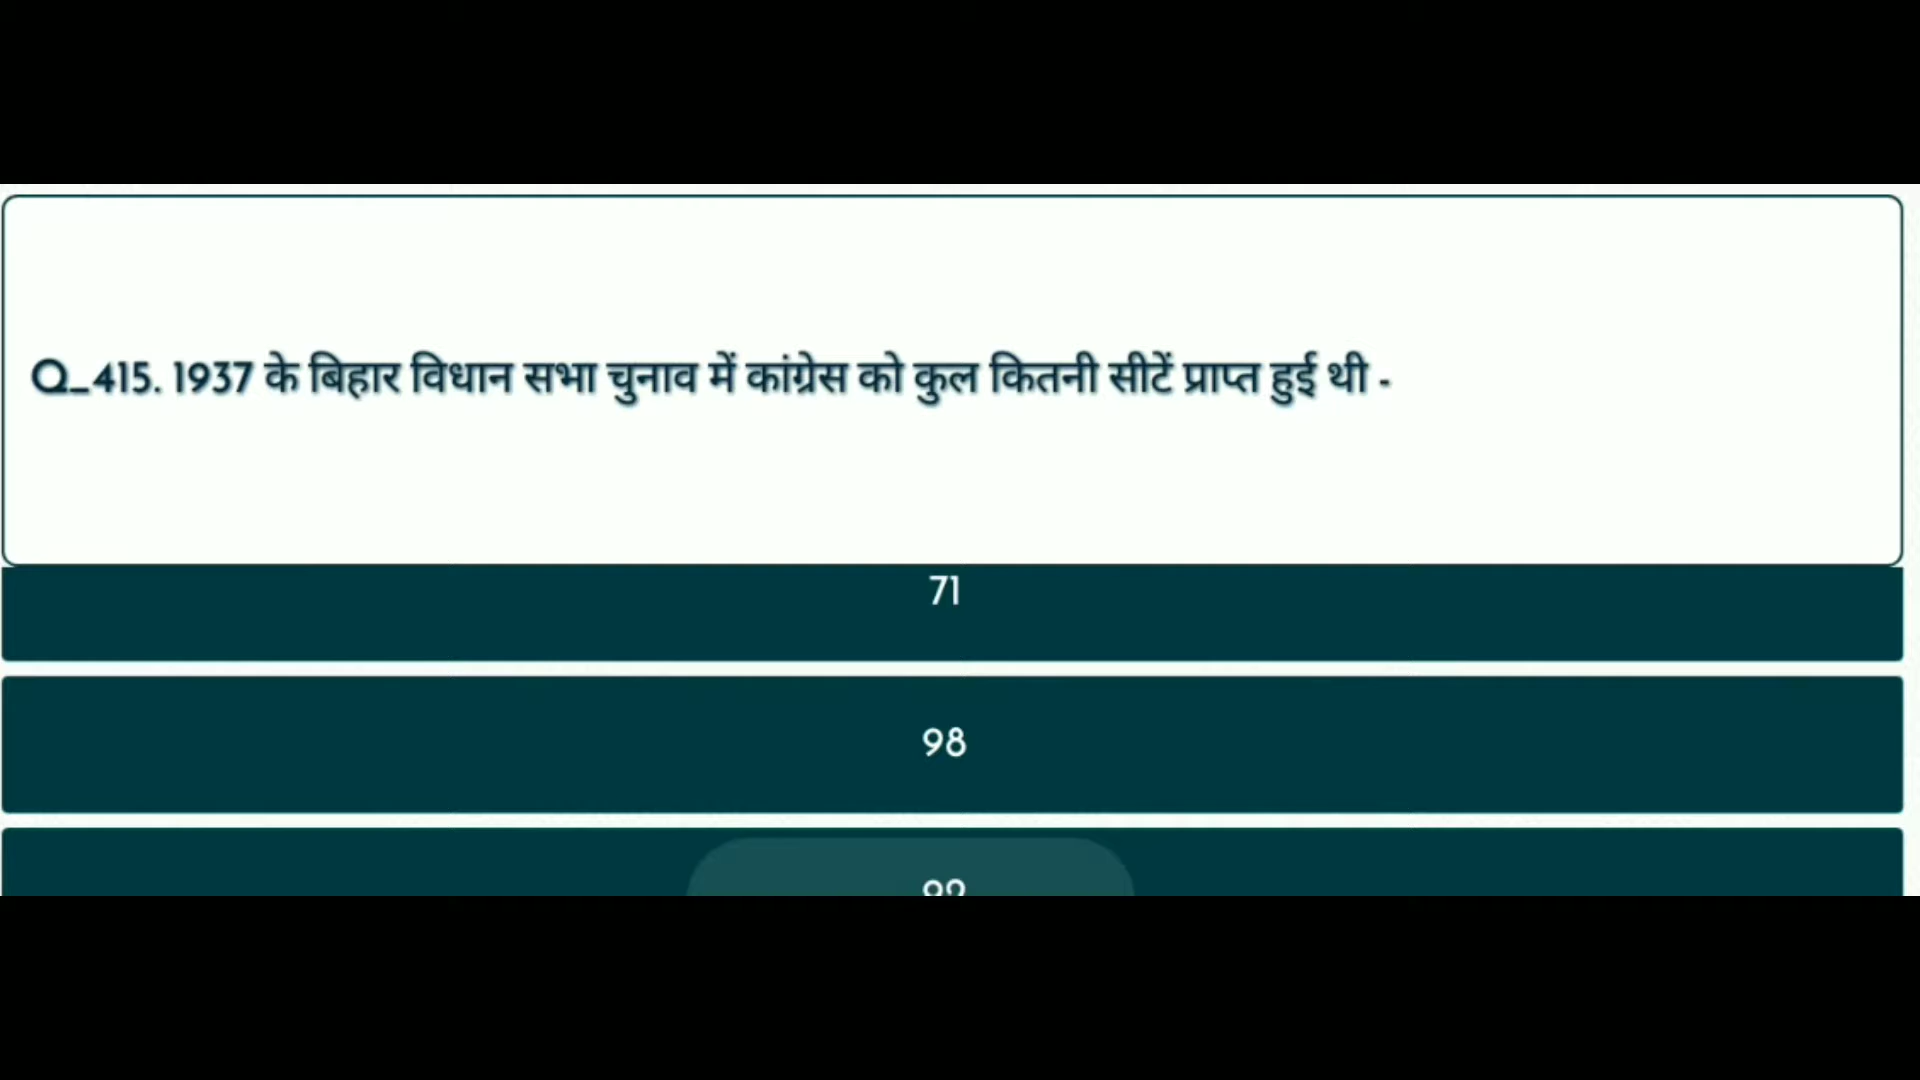 Q_415. 1937 के बिहार विधान सभा चुनाव में कांग्रेस को कुल कितनी सीटें प्राप्त हुई थी -
71
98